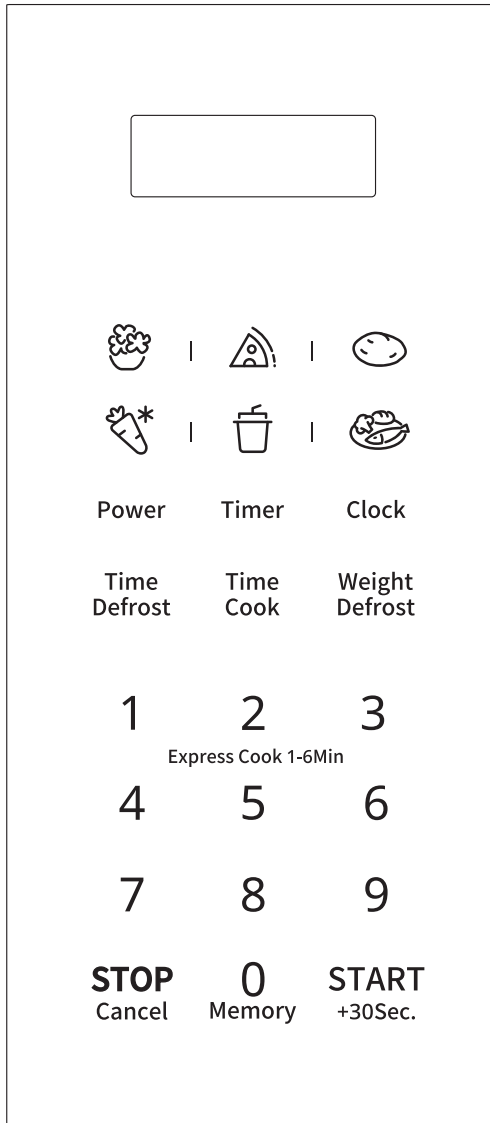 Power Timer Clock
Time Time Weight
Defrost Cook Defrost
1 2 3
Express Cook 1-6Min
4 5 6
7 8 9
STOP 0 START
Cancel Memory +30Sec.